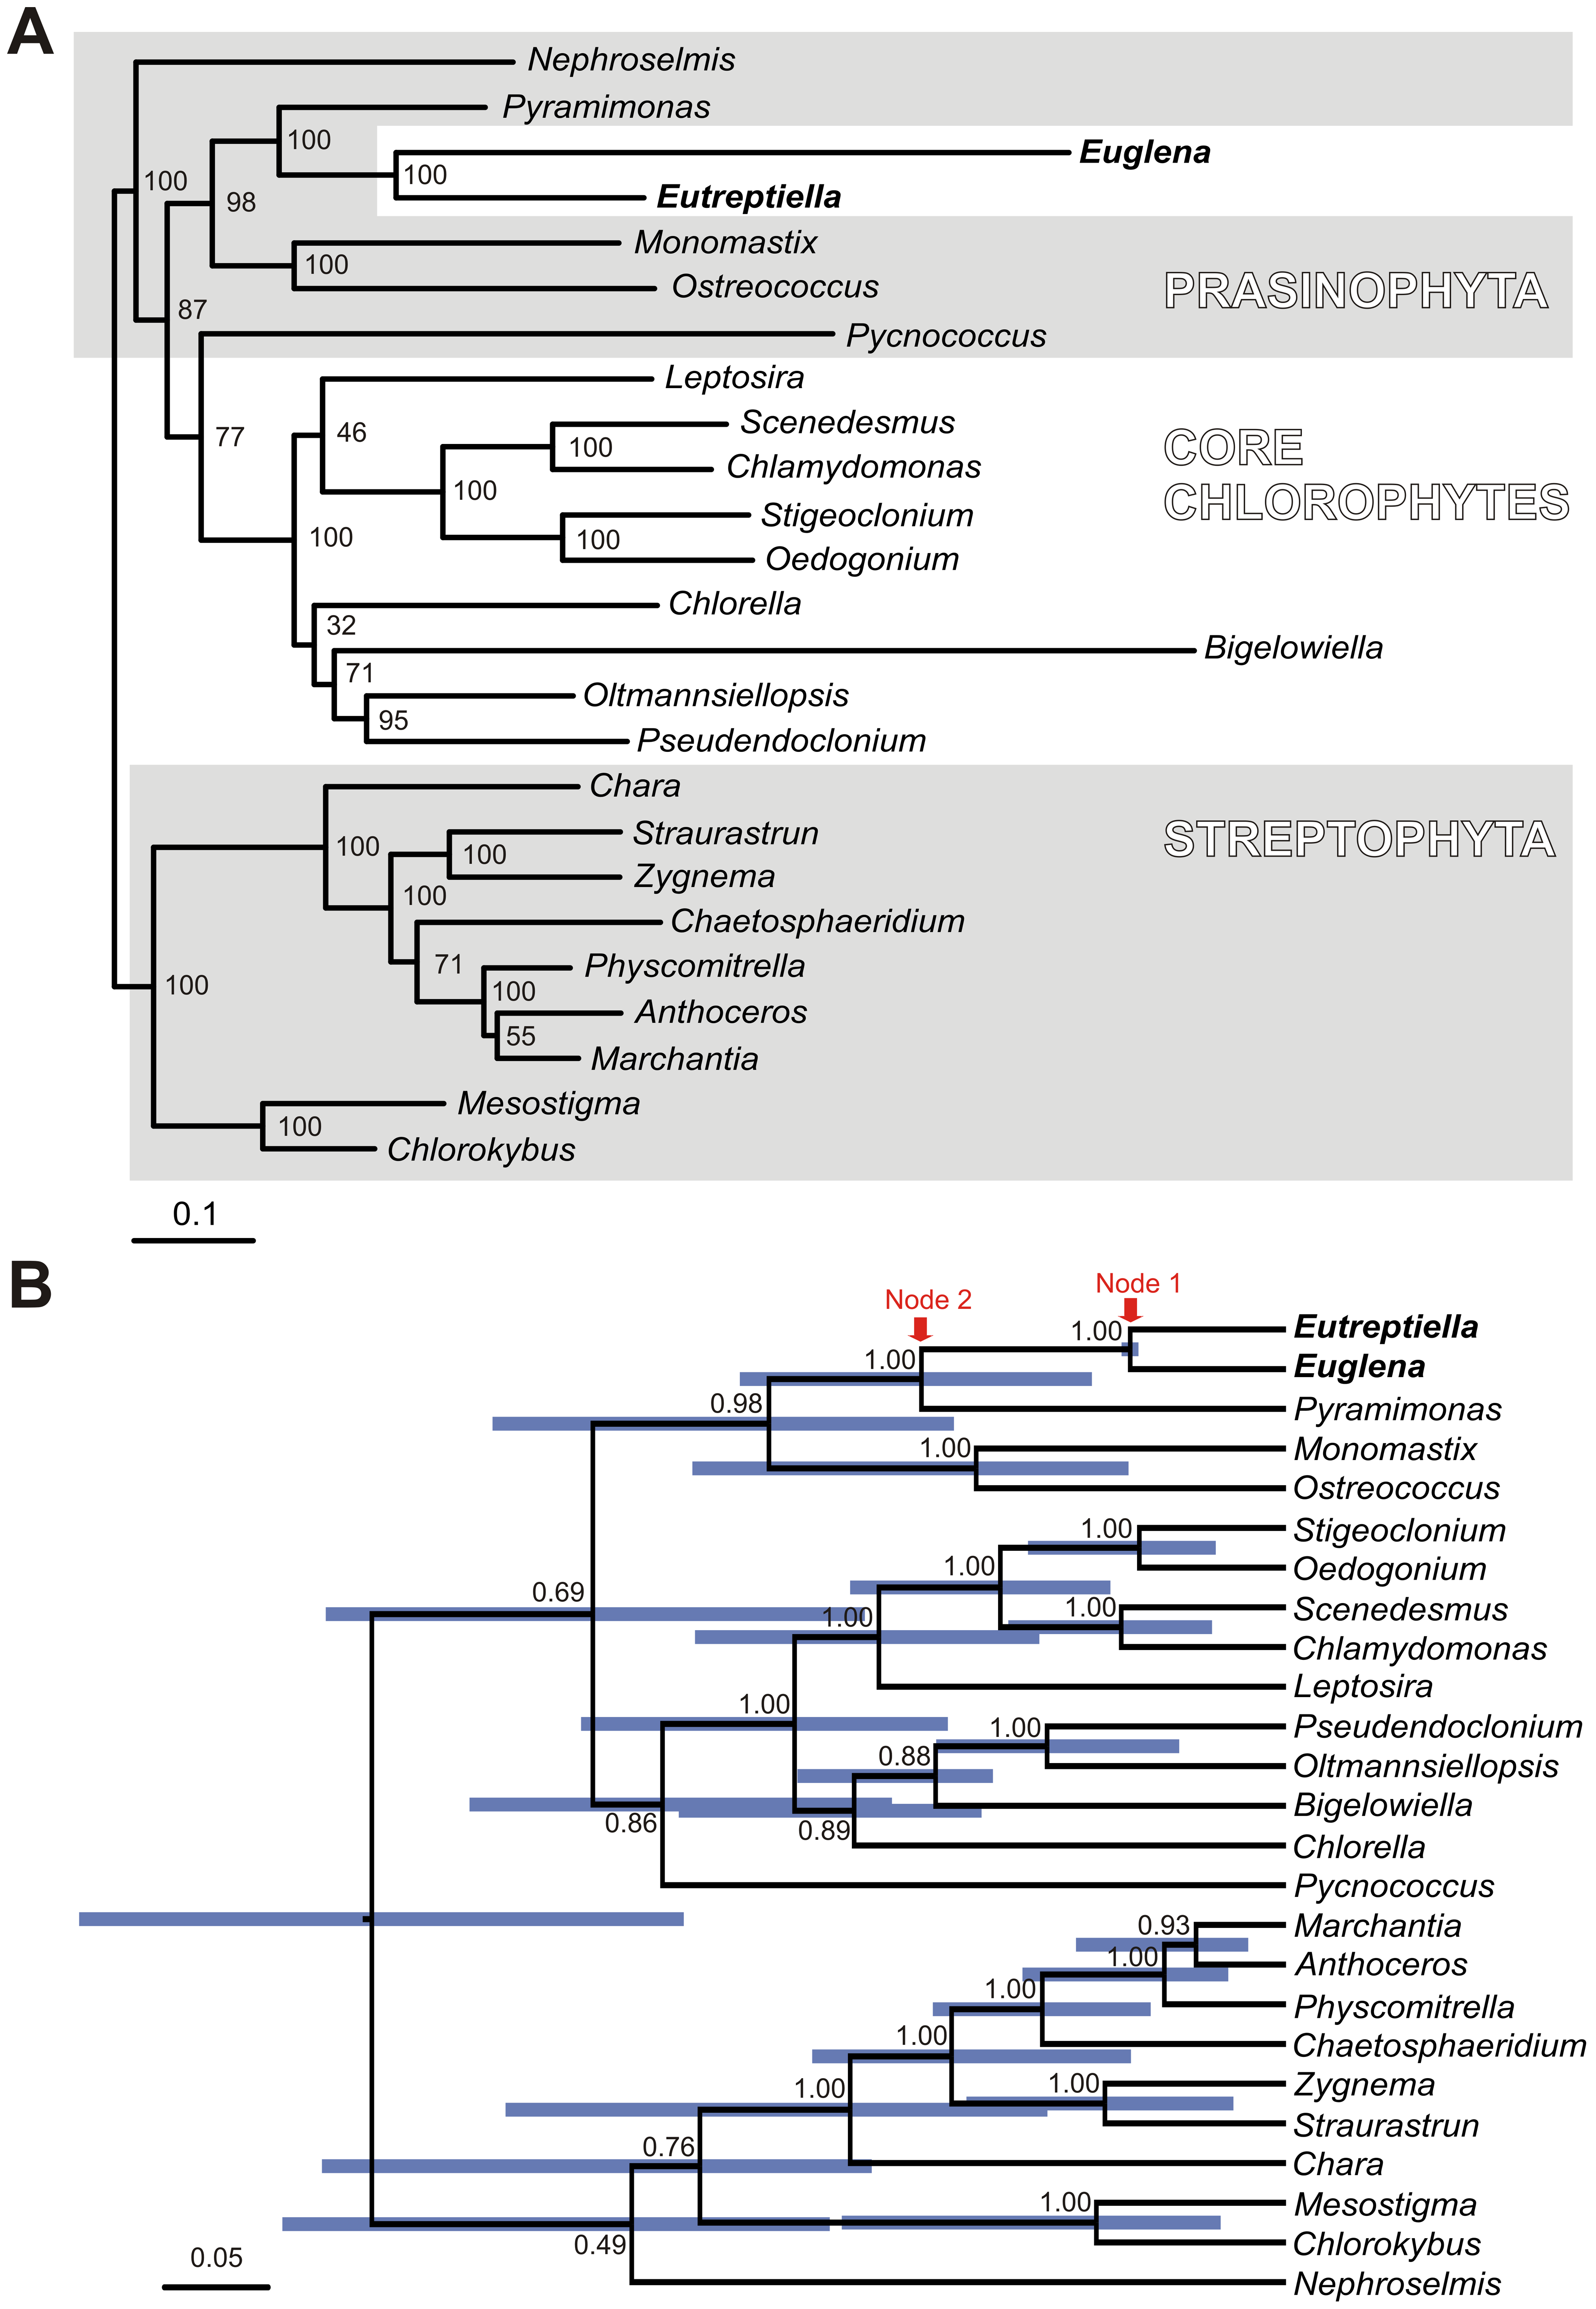 A
Nephroselmis
Pyramimonas
100
Euglena
100
100
98
Eutreptiella
Monomastix
100
Ostreococcus
PRASINOPHYTA
87
Pycnococcus
Leptosira
Scenedesmus
46
77
100
CORE
Chlamydomonas
100
CHLOROPHYTES
Stigeoclonium
100
100
Oedogonium
Chlorella
32
Bigelowiella
71
Oltmannsiellopsis
95
Pseudendoclonium
Chara
Straurastrun
STREPTOPHYTA
100
100
Zygnema
100
Chaetosphaeridium
71
Physcomitrella
100
100
Anthoceros
55
Marchantia
Mesostigma
100
Chlorokybus
0.1
B
Node 1
Node 2
1.00
Eutreptiella
1.00
Euglena
0.98
Pyramimonas
1.00
Monomastix
Ostreococcus
1.00
Stigeoclonium
1.00
Oedogonium
0.69
1.00
1.00
Scenedesmus
Chlamydomonas
Leptosira
1.00
1.00
Pseudendoclonium
0.88
Oltmannsiellopsis
Bigelowiella
0.86
0.89
Chlorella
Pycnococcus
0.93
Marchantia
1.00
Anthoceros
1.00
Physcomitrella
1.00
Chaetosphaeridium
1.00
1.00
Zygnema
Straurastrun
0.76
Chara
1.00
Mesostigma
0.49
Chlorokybus
0.05
Nephroselmis